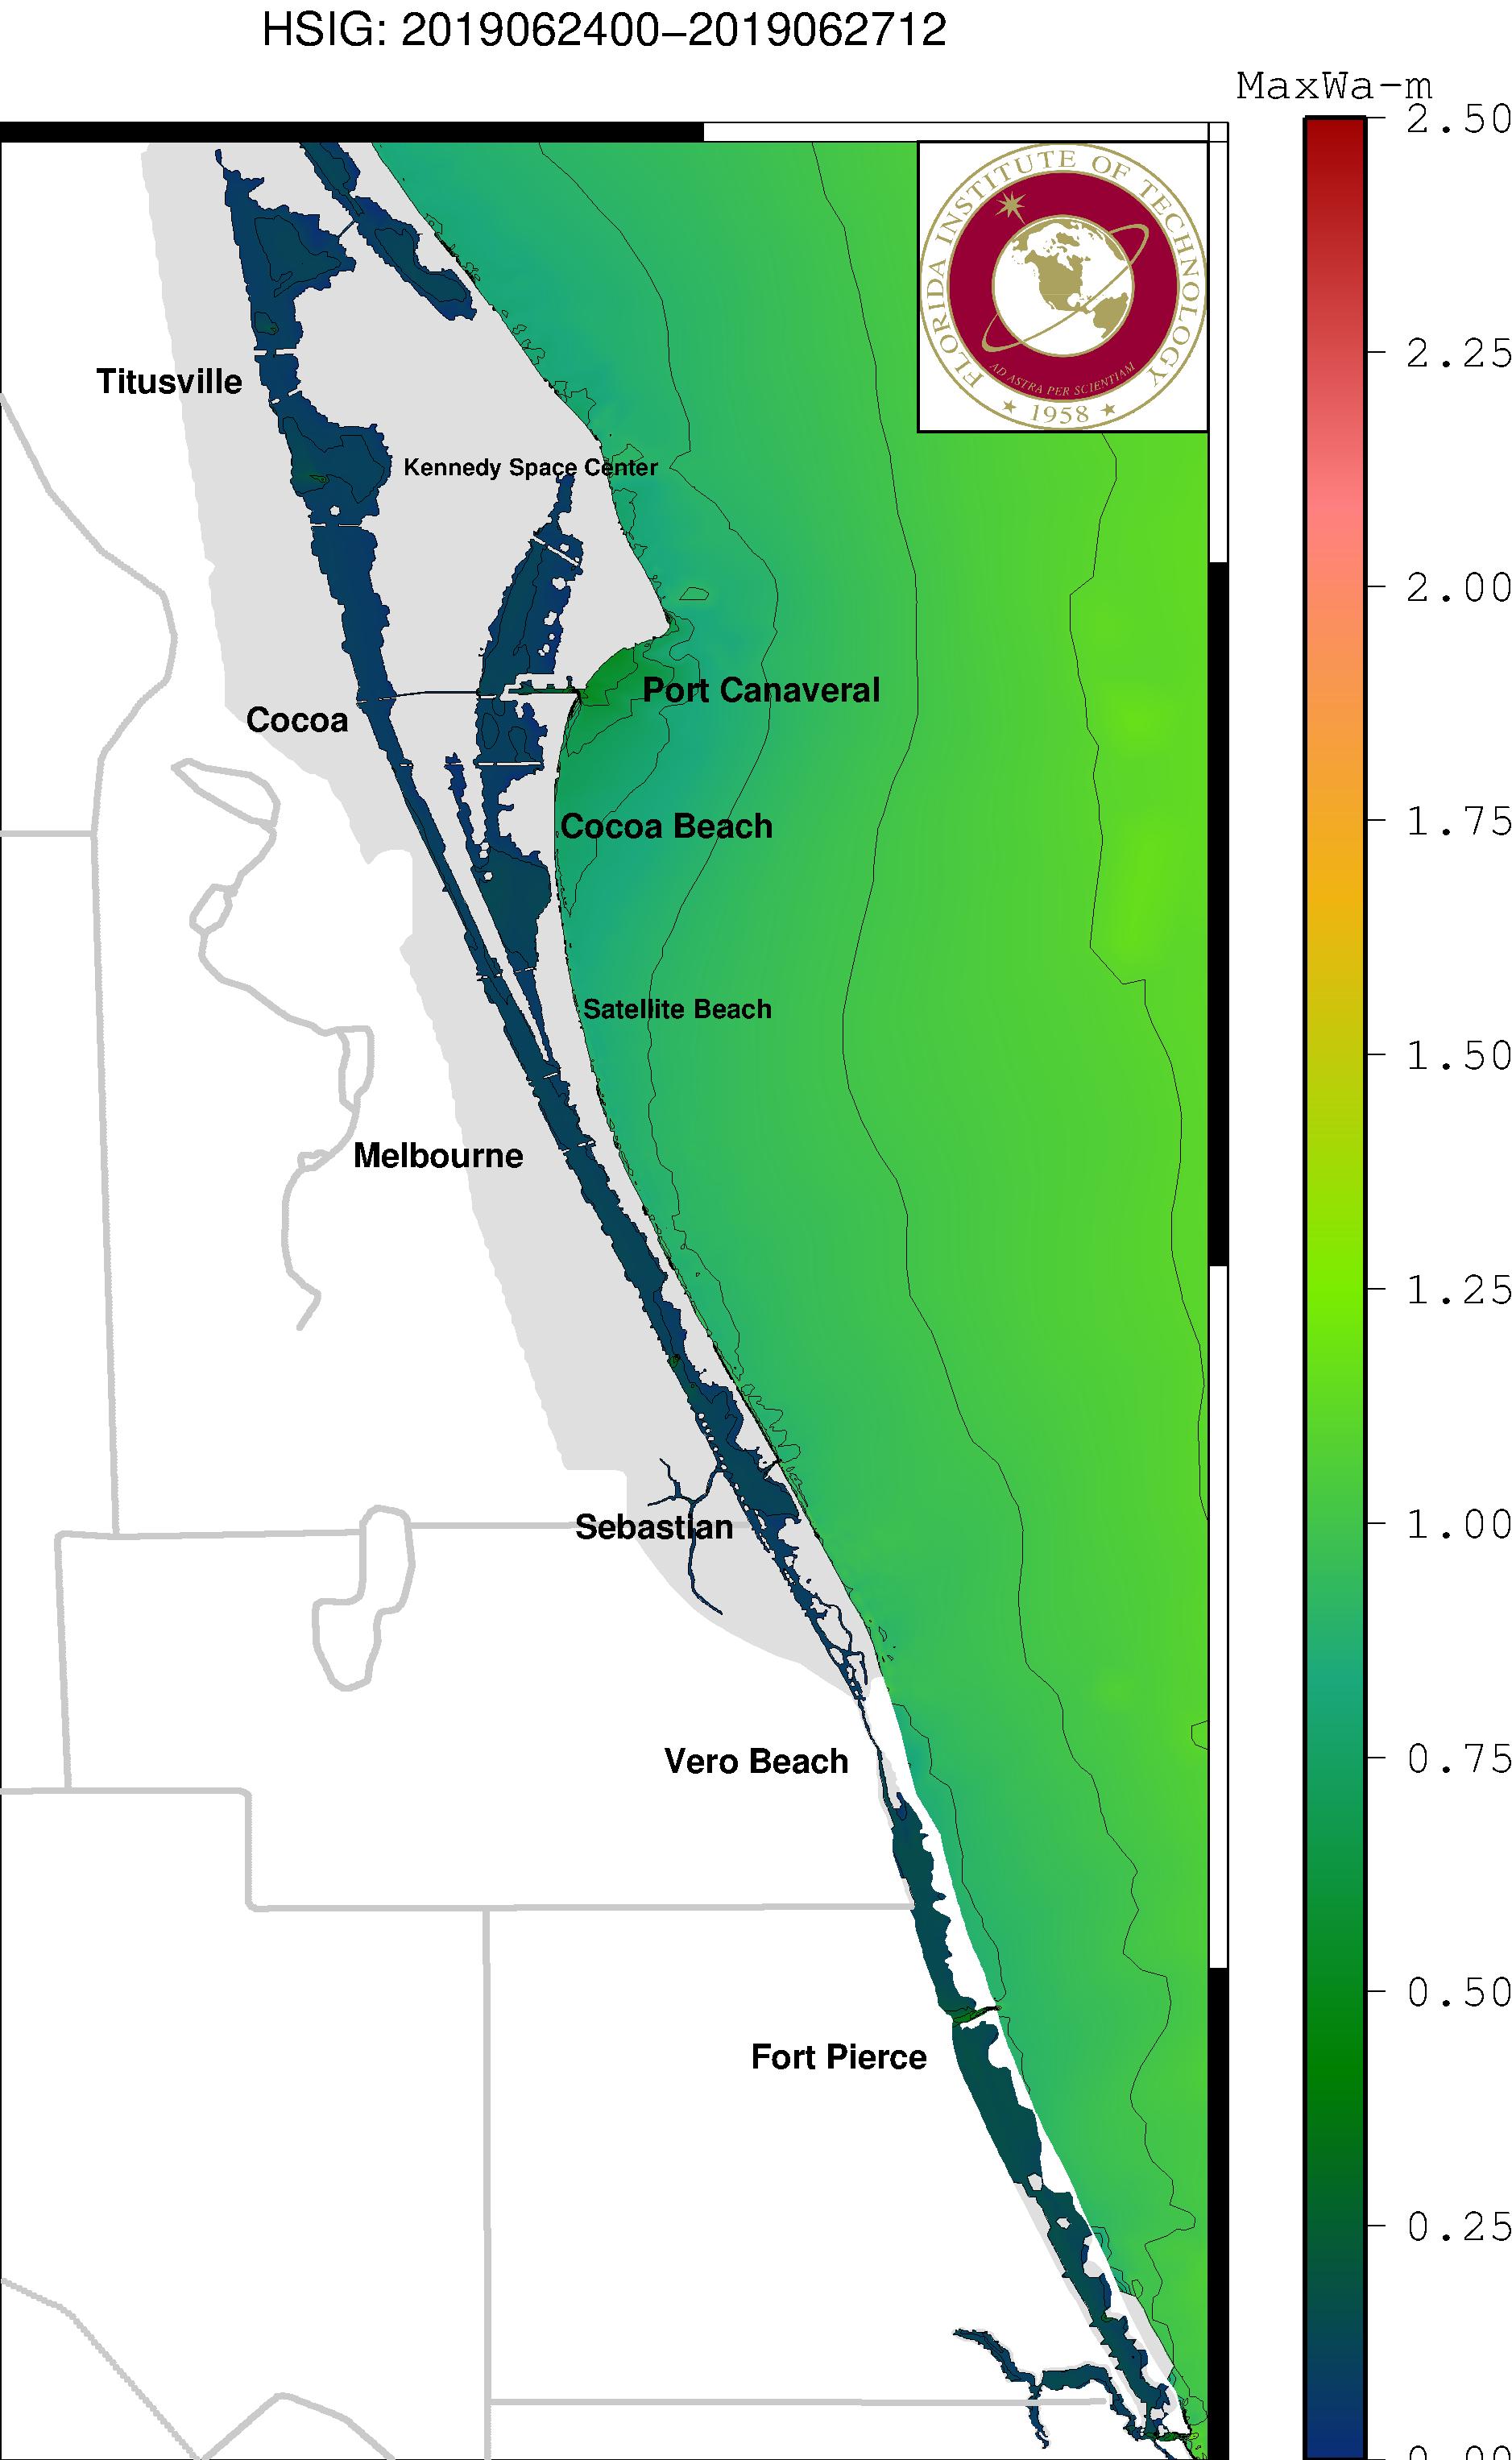 HSIG: 2019062400−2019062712
MaxWa−m
2.50
FLORIDA INSTITUTE OF TECHNOLOGY
AD ASTRA PER SCIENTIAM
1958
2.25
Titusville
Kennedy Space Center
2.00
Port Canaveral
Cocoa
1.75
Cocoa Beach
Satellite Beach
1.50
Melbourne
1.25
1.00
Sebastian
0.75
Vero Beach
0.50
Fort Pierce
0.25
0.00